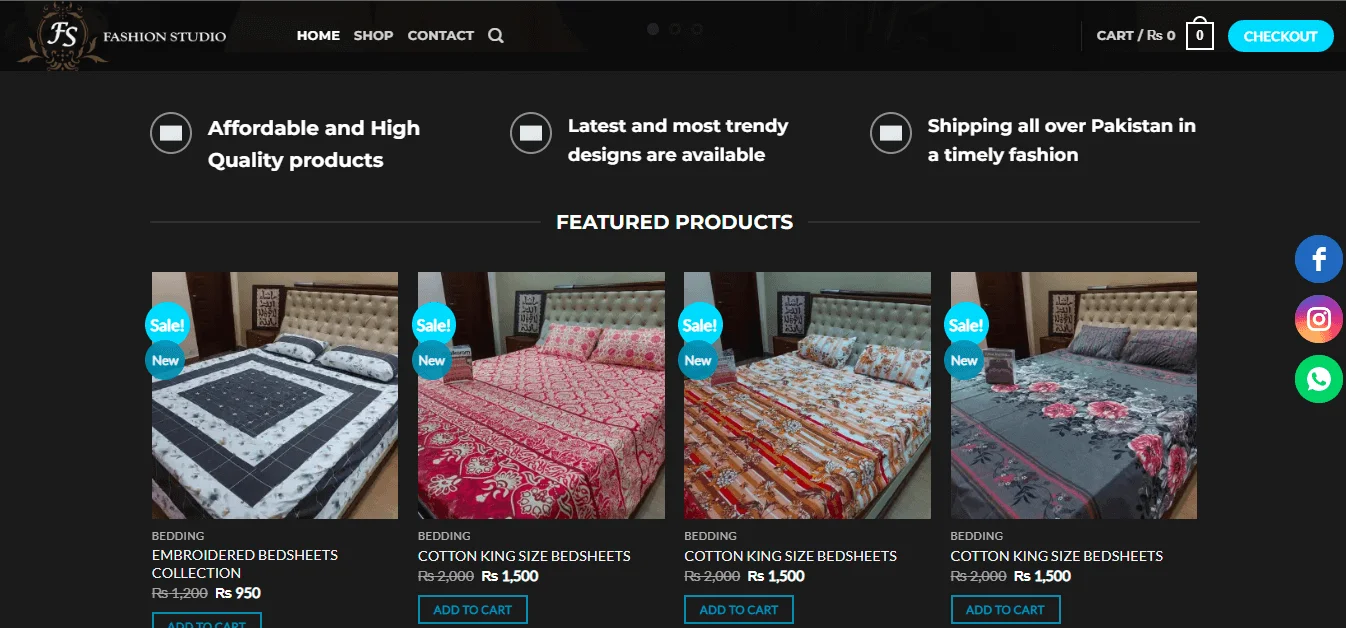 FS
FASHION STUDIO
HOME SHOP CONTACT
CART / ₨ 0 0 CHECKOUT
Affordable and High
Quality products
Latest and most trendy
designs are available
Shipping all over Pakistan in
a timely fashion
FEATURED PRODUCTS
Sale!
New
Sale!
New
Sale!
New
Sale!
New
BEDDING
EMBROIDERED BEDSHEETS
COLLECTION
₨ 1,200 ₨ 950
ADD TO CART
BEDDING
COTTON KING SIZE BEDSHEETS
₨ 2,000 ₨ 1,500
ADD TO CART
BEDDING
COTTON KING SIZE BEDSHEETS
₨ 2,000 ₨ 1,500
ADD TO CART
BEDDING
COTTON KING SIZE BEDSHEETS
₨ 2,000 ₨ 1,500
ADD TO CART